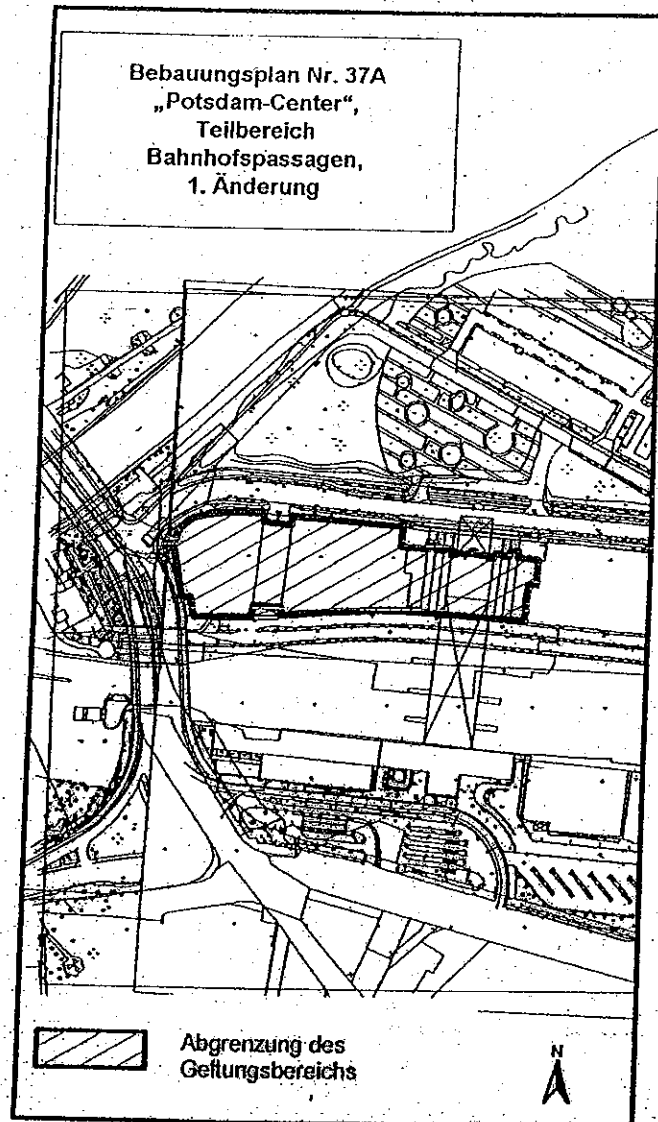 Bebauungsplan Nr. 37A
„Potsdam-Center“,
Teilbereich
Bahnhofspassagen,
1. Änderung
Abgrenzung des
Geltungsbereichs
N